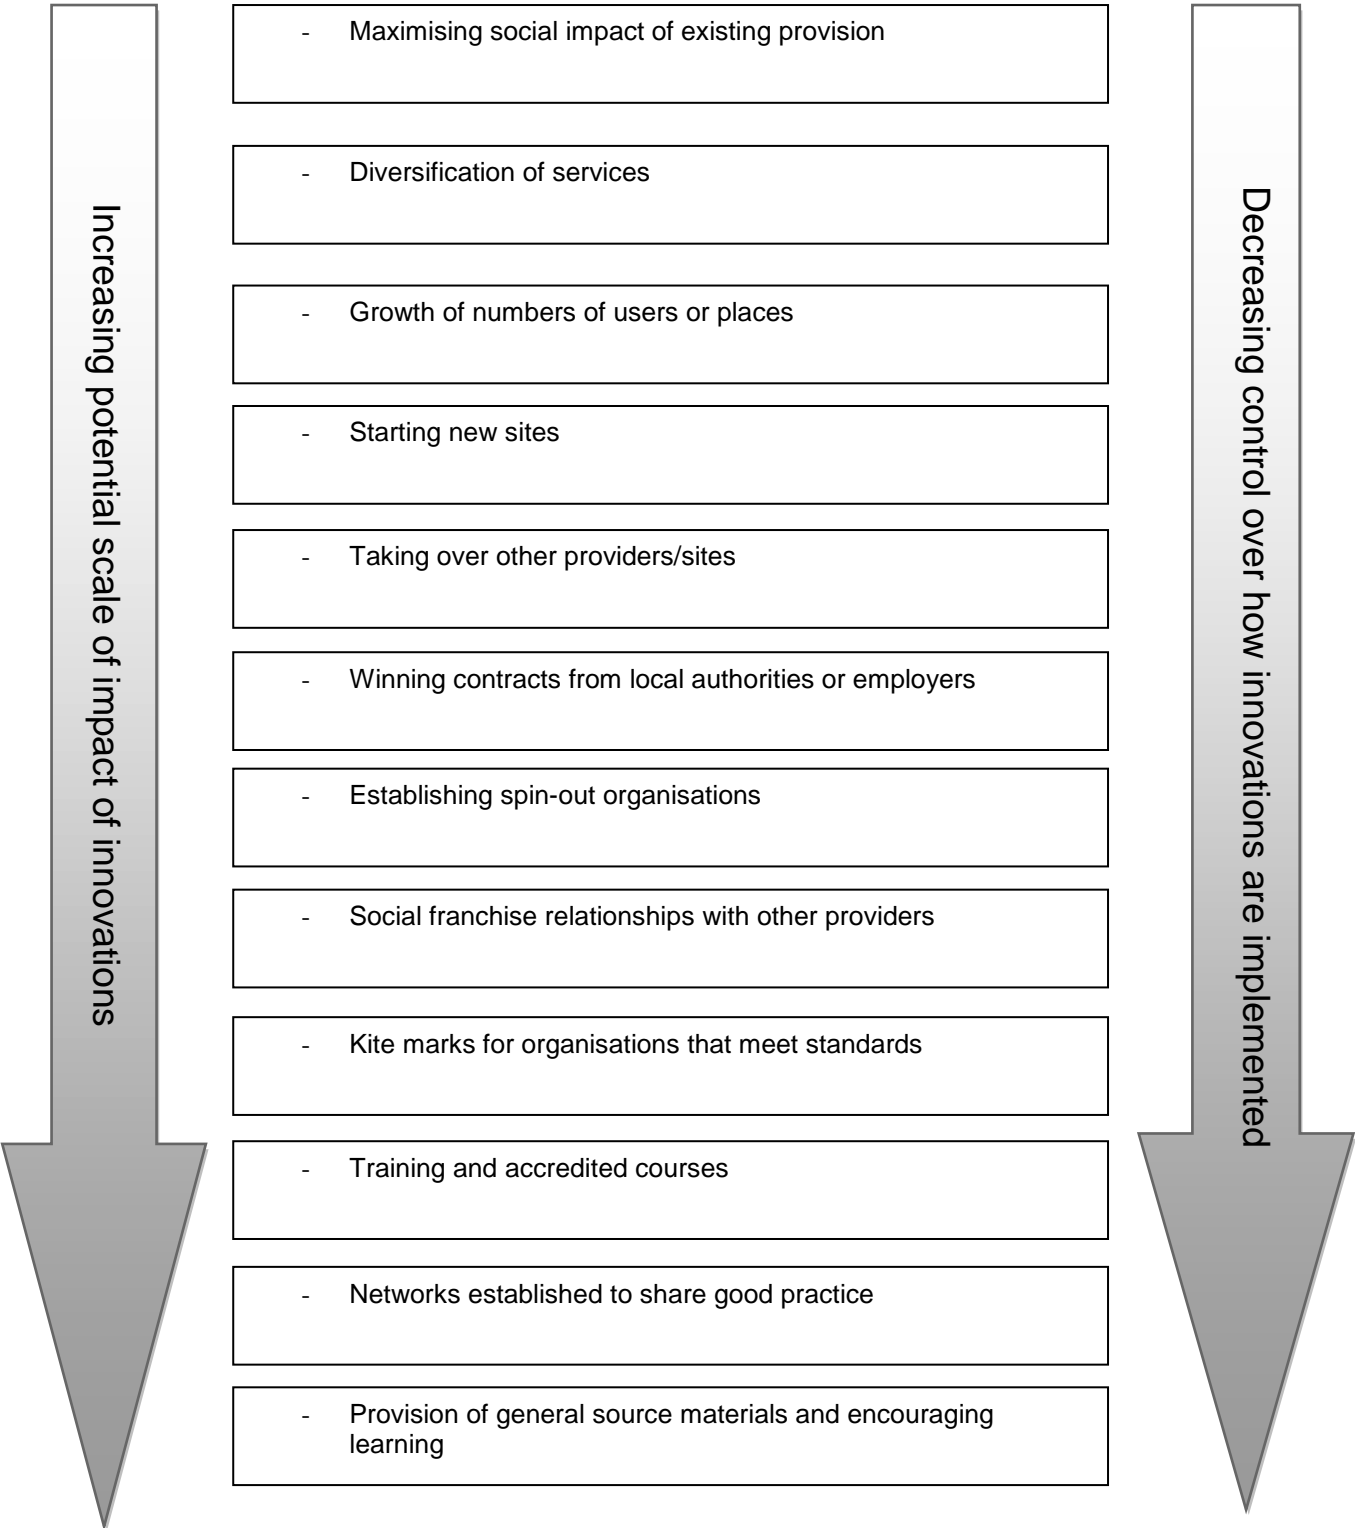 Increasing potential scale of impact of innovations
- Maximising social impact of existing provision
- Diversification of services
- Growth of numbers of users or places
- Starting new sites
- Taking over other providers/sites
- Winning contracts from local authorities or employers
- Establishing spin-out organisations
- Social franchise relationships with other providers
- Kite marks for organisations that meet standards
- Training and accredited courses
- Networks established to share good practice
- Provision of general source materials and encouraging
learning
Decreasing control over how innovations are implemented